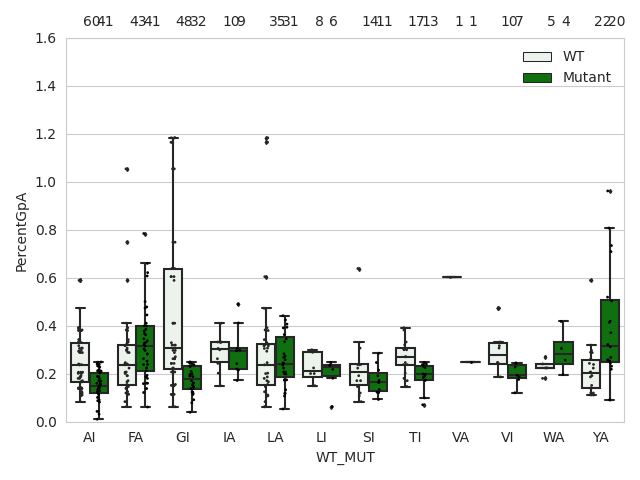 6041 4341 4832 109 3531 8 6 1411 1713 1 1 107 5 4 2220
1.6
1.4
1.2
1.0
0.8
0.6
0.4
0.2
0.0
PercentGpA
WT
Mutant
AI FA GI IA LA LI SI TI VA VI WA YA
WT_MUT